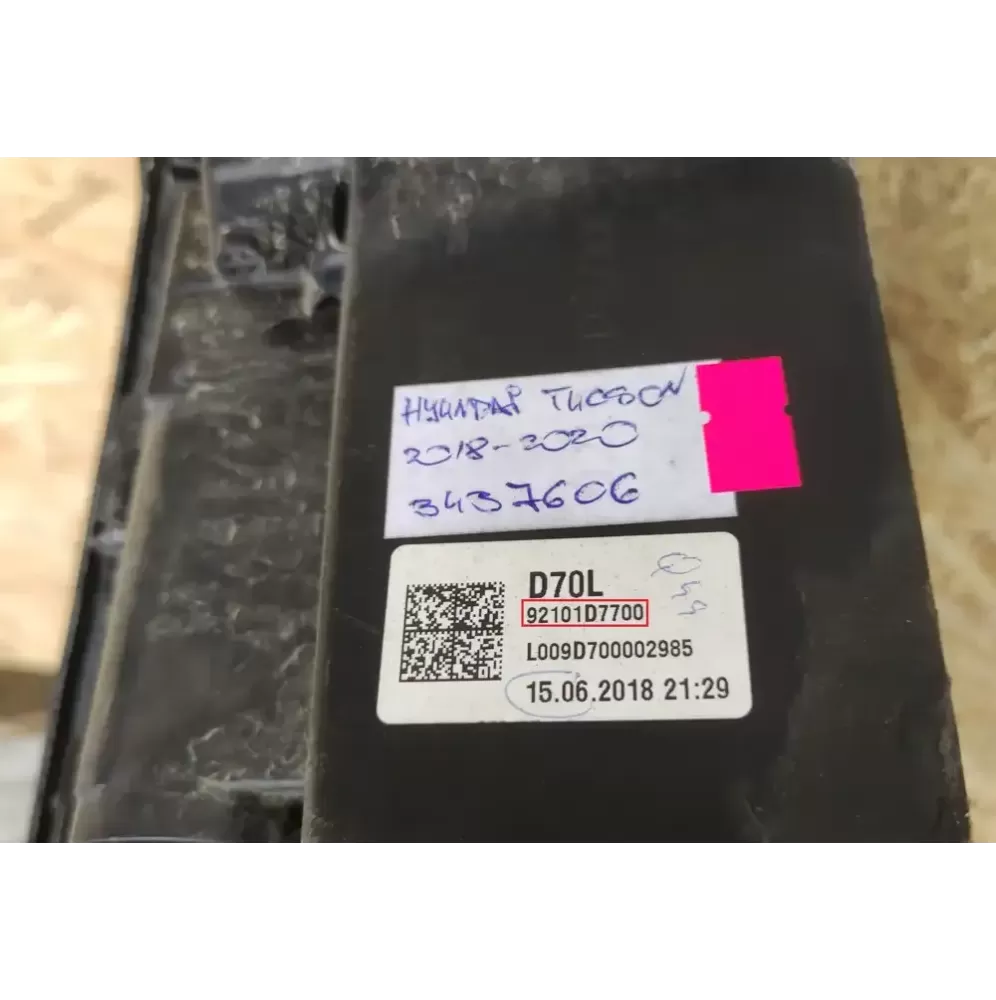 HYUNDAI TUCSON
2018-2020
3437606
D70L
92101D7700
L009D700002985
15.06.2018 21:29